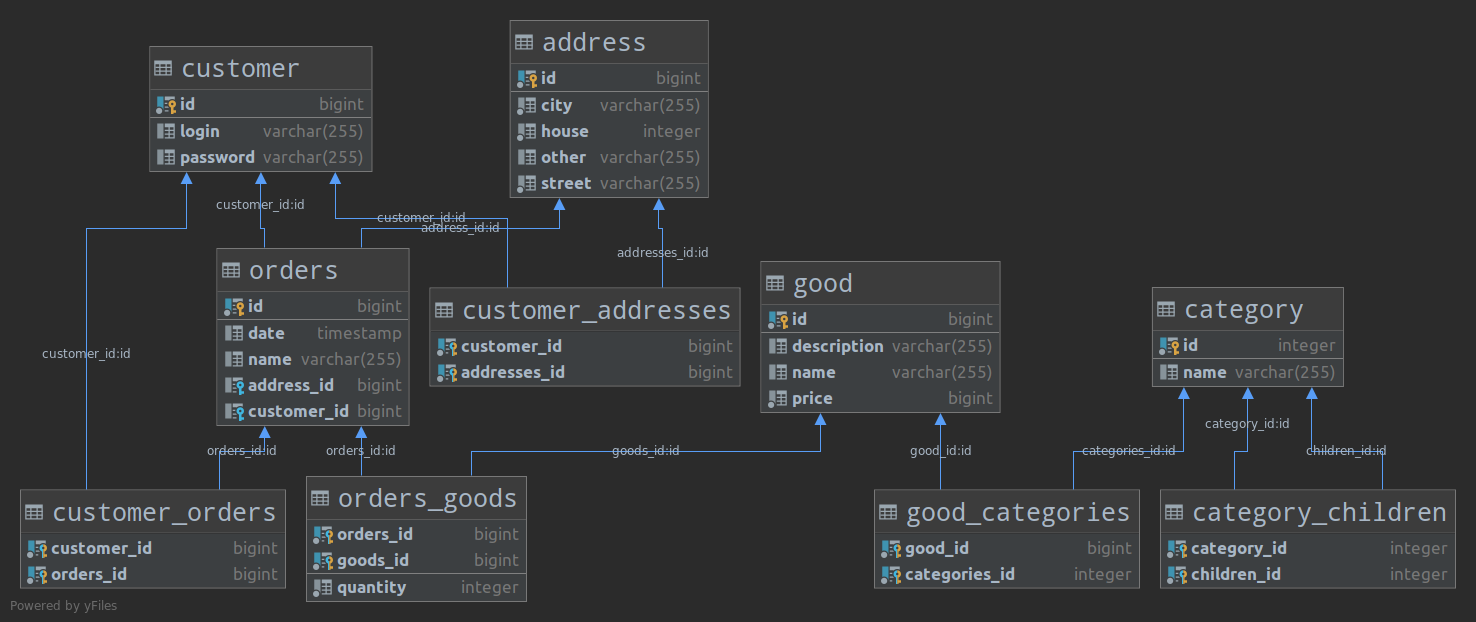 customer
id bigint
login varchar(255)
password varchar(255)
address
id bigint
city varchar(255)
house integer
other varchar(255)
street varchar(255)
customer_id:id
customer_id:id
address_id:id
addresses_id:id
customer_id:id
orders
id bigint
date timestamp
name varchar(255)
address_id bigint
customer_id bigint
customer_addresses
customer_id bigint
addresses_id bigint
good
id bigint
description varchar(255)
name varchar(255)
price bigint
category
id integer
name varchar(255)
orders_id:id
orders_id:id
goods_id:id
good_id:id
categories_id:id
category_id:id
children_id:id
customer_orders
customer_id bigint
orders_id bigint
orders_goods
orders_id bigint
goods_id bigint
quantity integer
good_categories
good_id bigint
categories_id integer
category_children
category_id integer
children_id integer
Powered by yFiles